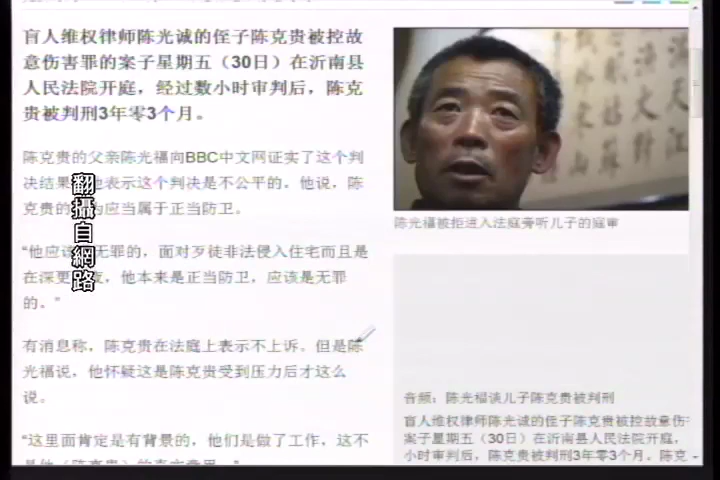 盲人维权律师陈光诚的侄子陈克贵被控故
意伤害罪的案子星期五（30日）在沂南县
人民法院开庭，经过数小时审判后，陈克
贵被判刑3年零3个月。
陈克贵的父亲陈光福向BBC中文网证实了这个判
决结果 他表示这个判决是不公平的。他说，陈
克贵的 为应当属于正当防卫。
“他应该 无罪的，面对歹徒非法侵入住宅而且是
在深更 夜，他本来是正当防卫，应该是无罪
的。”
有消息称，陈克贵在法庭上表示不上诉。但是陈
光福说，他怀疑这是陈克贵受到压力后才这么
说。
“这里面肯定是有背景的，他们是做了工作，这不
翻攝自網路
陈光福被拒进入法庭旁听儿子的庭审
音频：陈光福谈儿子陈克贵被判刑
盲人维权律师陈光诚的侄子陈克贵被控故意伤
案子星期五（30日）在沂南县人民法院开庭，
小时审判后，陈克贵被判刑3年零3个月。陈克